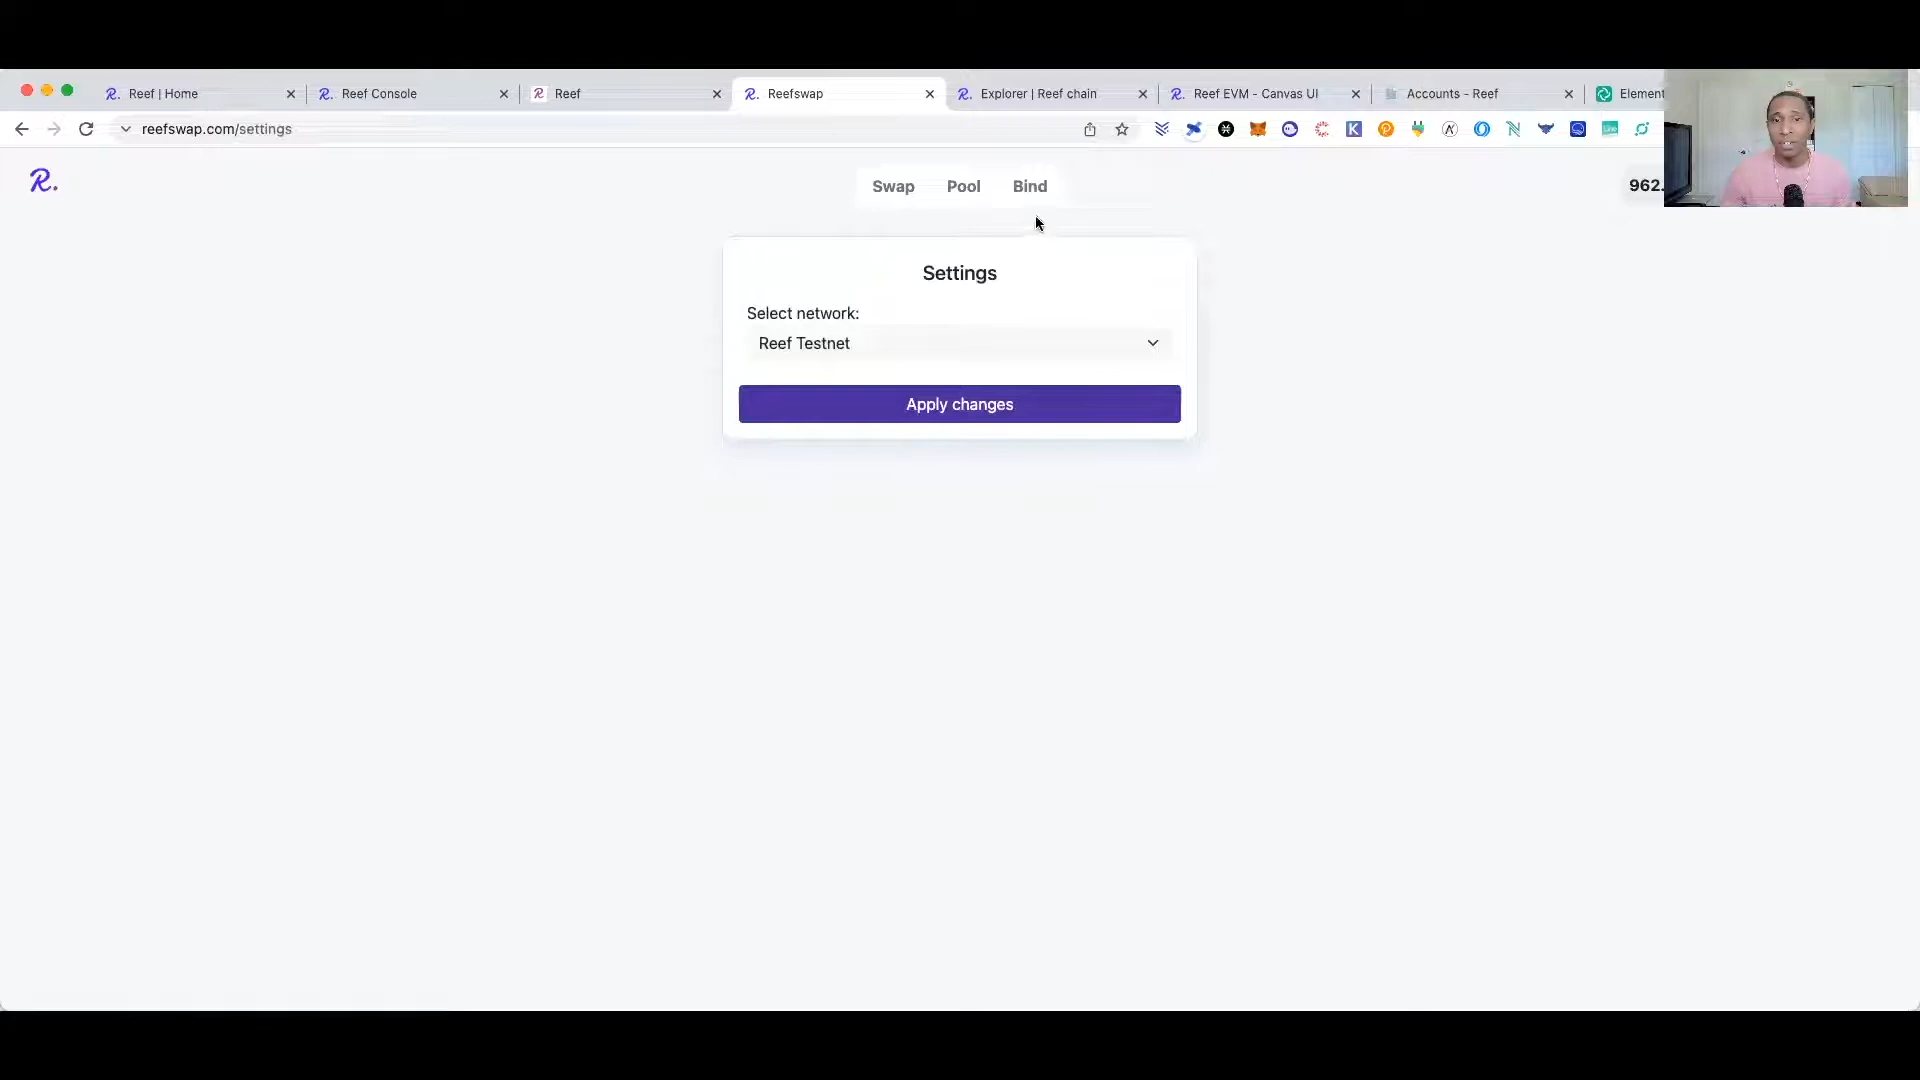 Reef | Home
Reef Console
Reef
Reefswap
Explorer | Reef chain
Reef EVM - Canvas UI
Accounts - Reef
Element
reefswap.com/settings
R.
Swap
Pool
Bind
962.
Settings
Select network:
Reef Testnet
Apply changes